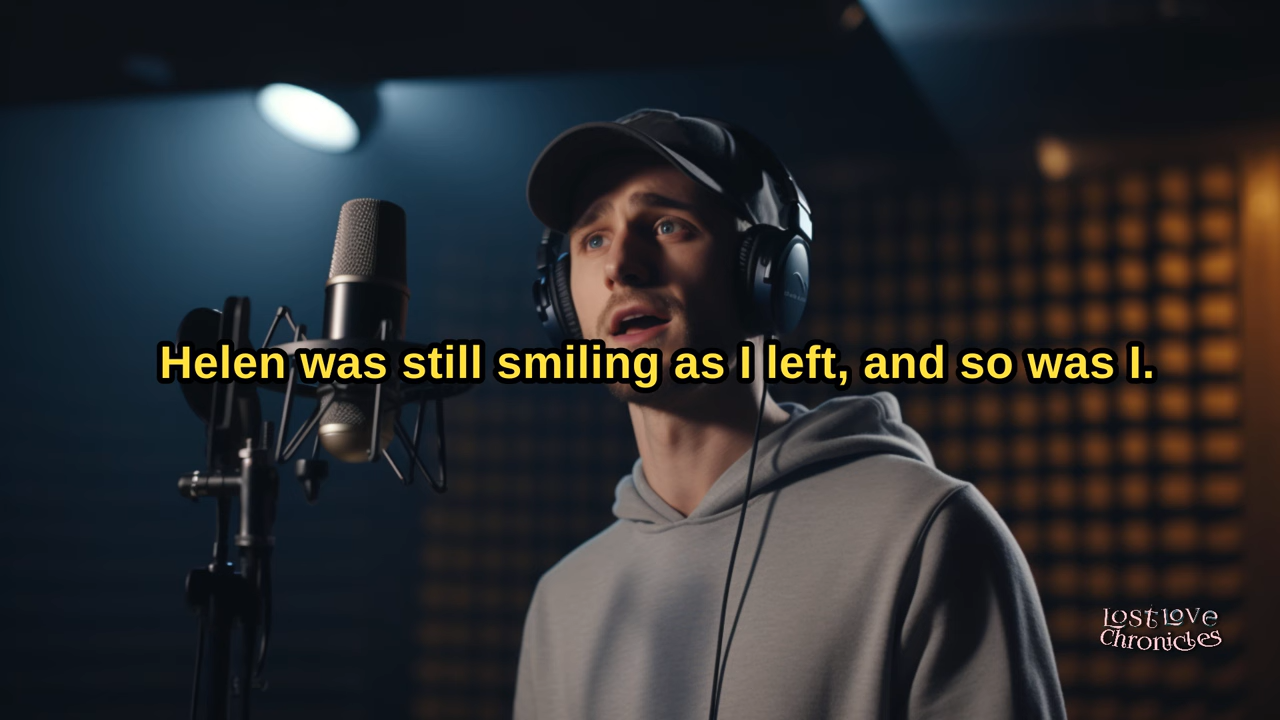 Helen was still smiling as I left, and so was I.
Lost love
Chronicles